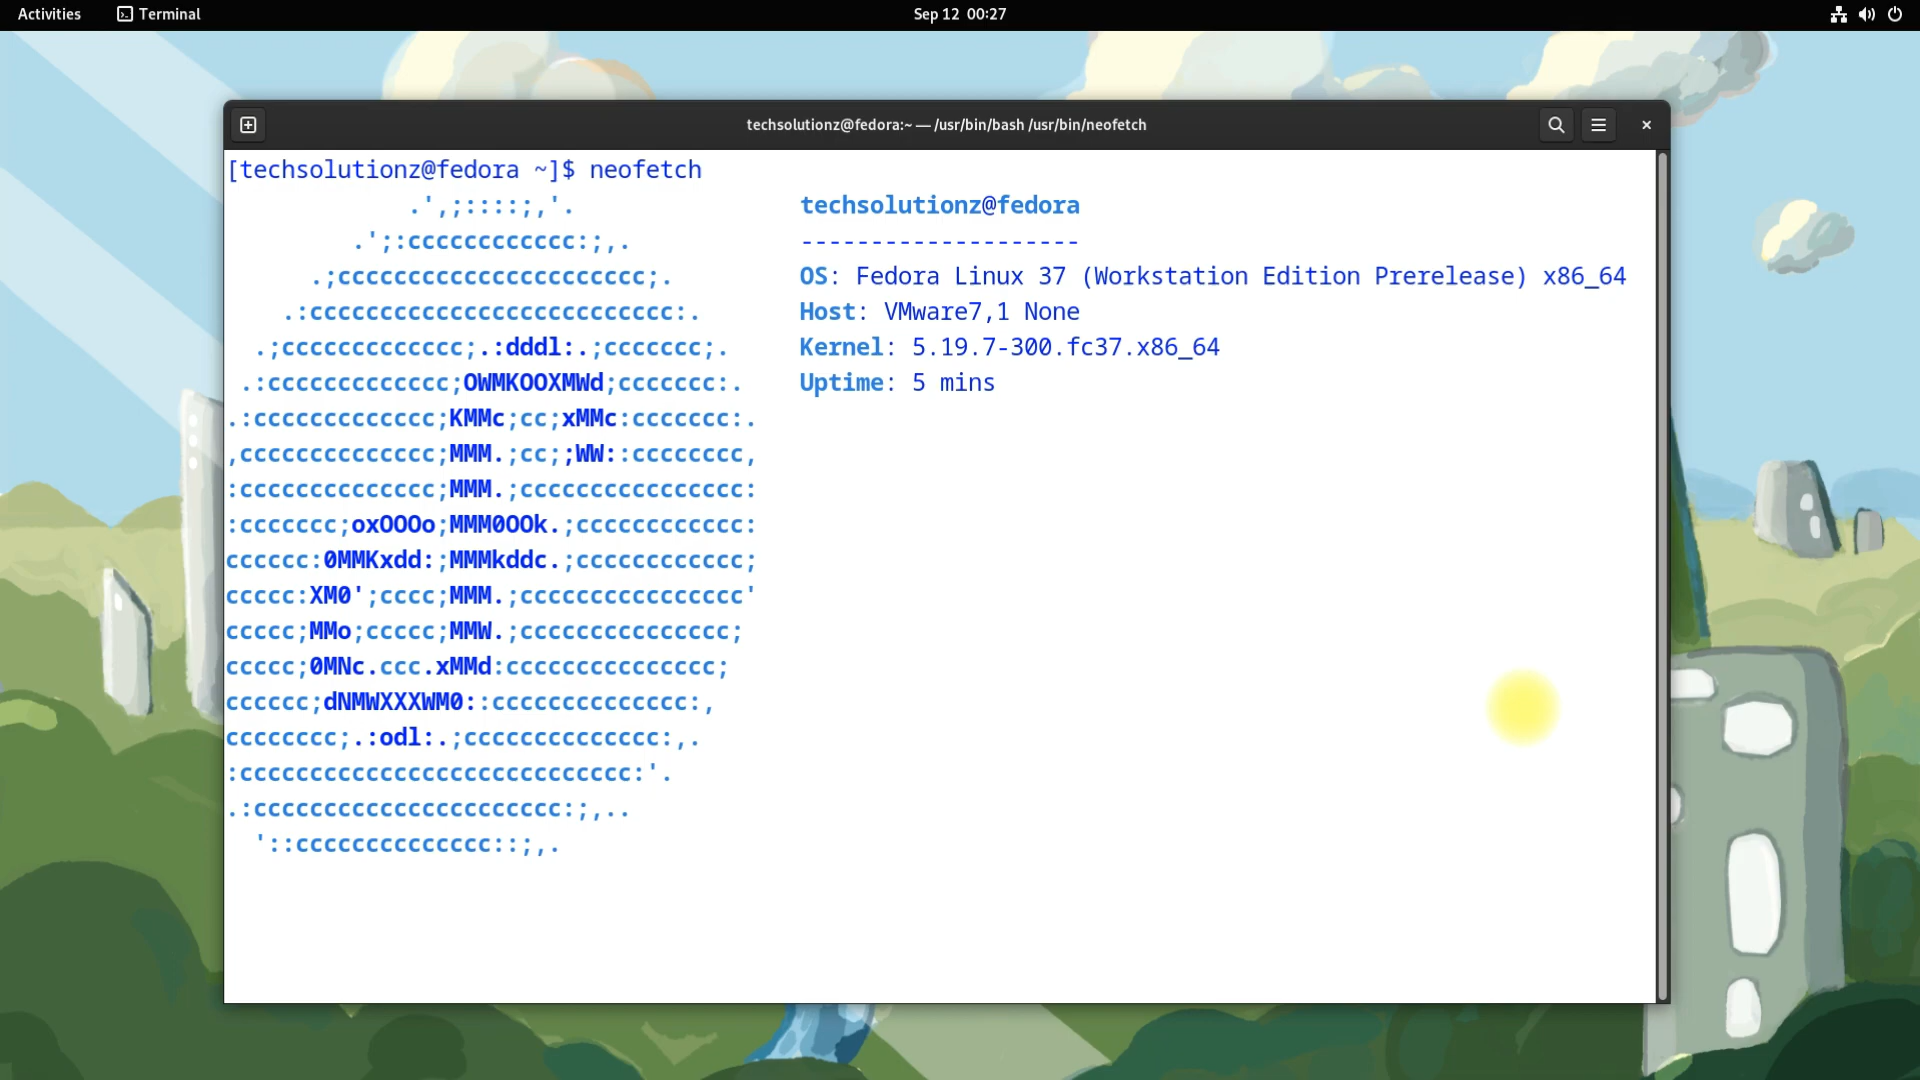 Activities Terminal Sep 12 00:27
techsolutionz@fedora:~ — /usr/bin/bash /usr/bin/neofetch
[techsolutionz@fedora ~]$ neofetch
.',;::::;,'. techsolutionz@fedora
.';:cccccccccccc:;,. --------------------
.;cccccccccccccccccccccc;. OS: Fedora Linux 37 (Workstation Edition Prerelease) x86_64
.:cccccccccccccccccccccccccc:. Host: VMware7,1 None
.;ccccccccccccc;.:dddl:.;ccccccc;. Kernel: 5.19.7-300.fc37.x86_64
.:ccccccccccccc;OWMKOOXMWd;ccccccc:. Uptime: 5 mins
.:ccccccccccccc;KMMc;cc;xMMc:ccccccc:.
,cccccccccccccc;MMM.;cc;;WW::cccccccc,
:cccccccccccccc;MMM.;cccccccccccccccc:
:ccccccc;oxOOOo;MMM0OOk.;cccccccccccc:
cccccc:0MMKxdd:;MMMkddc.;cccccccccccc;
ccccc:XM0';cccc;MMM.;cccccccccccccccc'
ccccc;MMo;ccccc;MMW.;ccccccccccccccc;
ccccc;0MNc.ccc.xMMd:ccccccccccccccc;
cccccc;dNMWXXXWM0::cccccccccccccc:,
cccccccc;.:odl:.;cccccccccccccc:,.
:cccccccccccccccccccccccccccc:'.
.:cccccccccccccccccccccc:;,..
'::cccccccccccccc::;,.